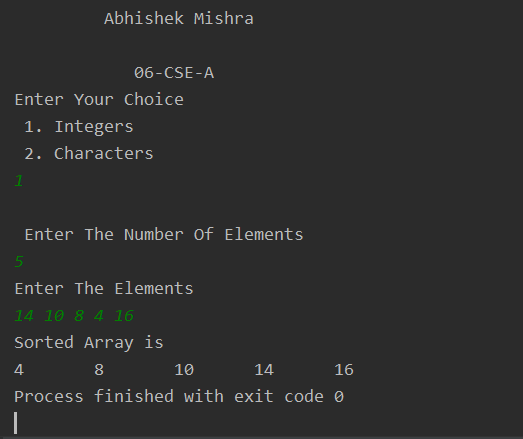 Abhishek Mishra
06-CSE-A
Enter Your Choice
1. Integers
2. Characters
1
Enter The Number Of Elements
5
Enter The Elements
14 10 8 4 16
Sorted Array is
4 8 10 14 16
Process finished with exit code 0